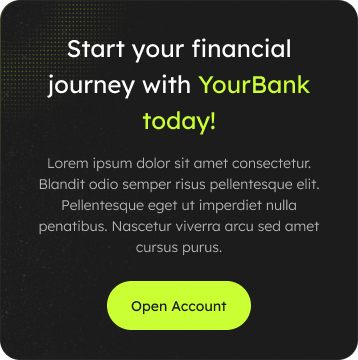 Start your financial
journey with YourBank
today!
Lorem ipsum dolor sit amet consectetur.
Blandit odio semper risus pellentesque elit.
Pellentesque eget ut imperdiet nulla
penatibus. Nascetur viverra arcu sed amet
cursus purus.
Open Account